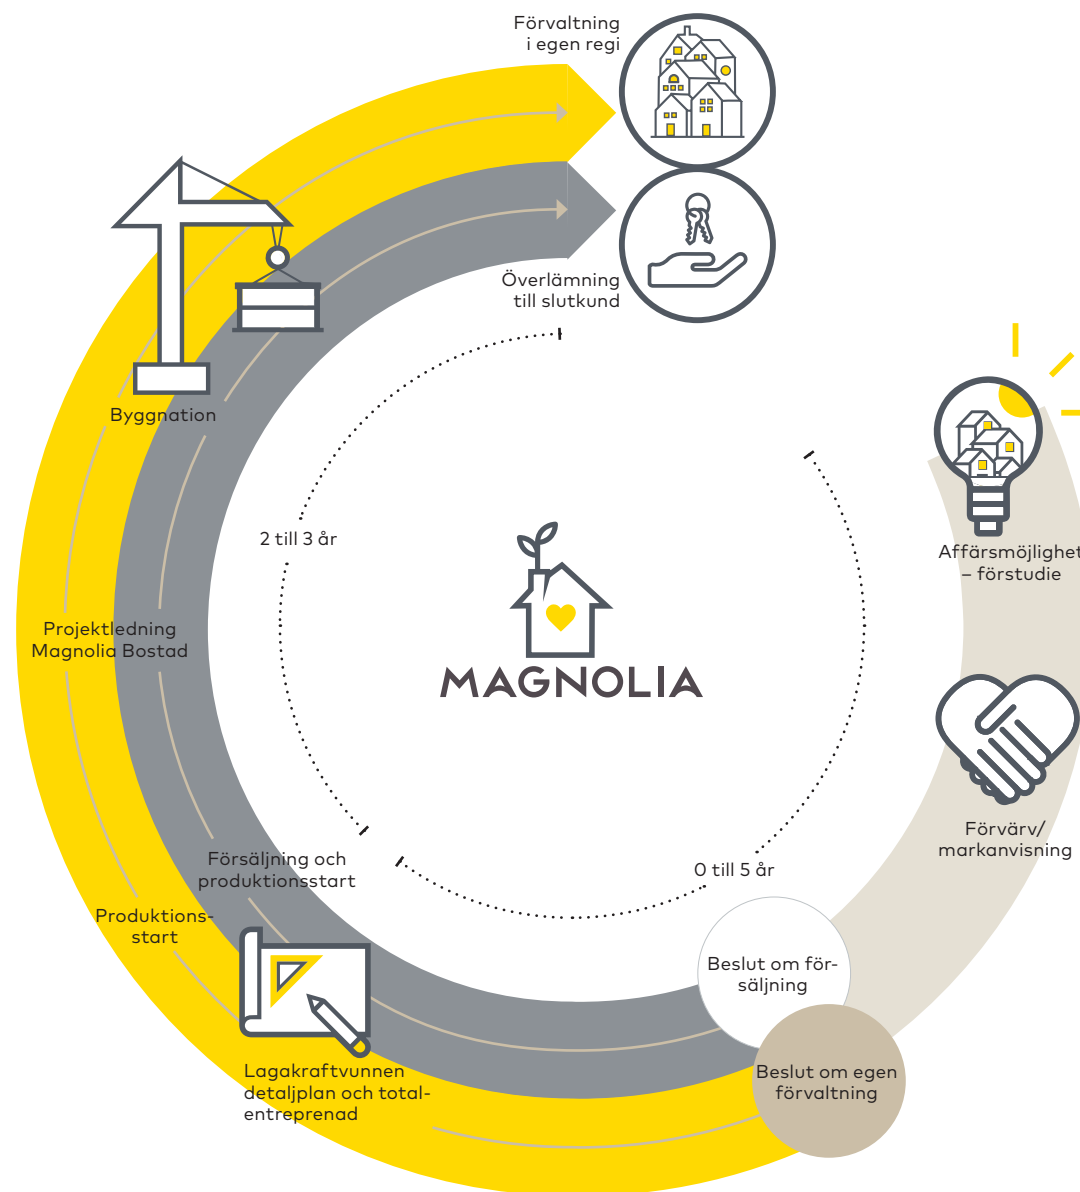 Förvaltning
i egen regi
Överlämning
till slutkund
Byggnation
2 till 3 år
Affärsmöjlighet
– förstudie
Projektledning
Magnolia Bostad
MAGNOLIA
Förvärv/
markanvisning
Försäljning och
produktionsstart
0 till 5 år
Produktions-
start
Beslut om för-
säljning
Lagakraftvunnen
detaljplan och total-
entreprenad
Beslut om egen
förvaltning